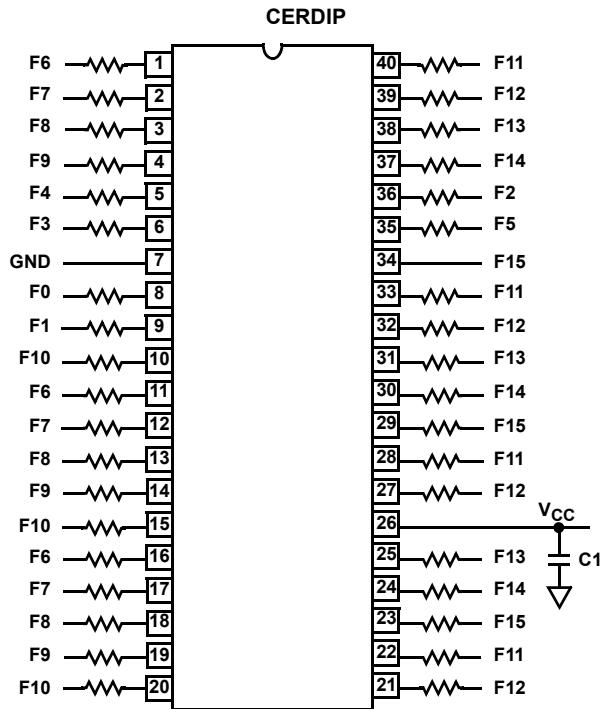 CERDIP
F6 1 40 F11
F7 2 39 F12
F8 3 38 F13
F9 4 37 F14
F4 5 36 F2
F3 6 35 F5
GND 7 34 F15
F0 8 33 F11
F1 9 32 F12
F10 10 31 F13
F6 11 30 F14
F7 12 29 F15
F8 13 28 F11
F9 14 27 F12
F10 15 26 VCC
F6 16 25 F13 C1
F7 17 24 F14
F8 18 23 F15
F9 19 22 F11
F10 20 21 F12